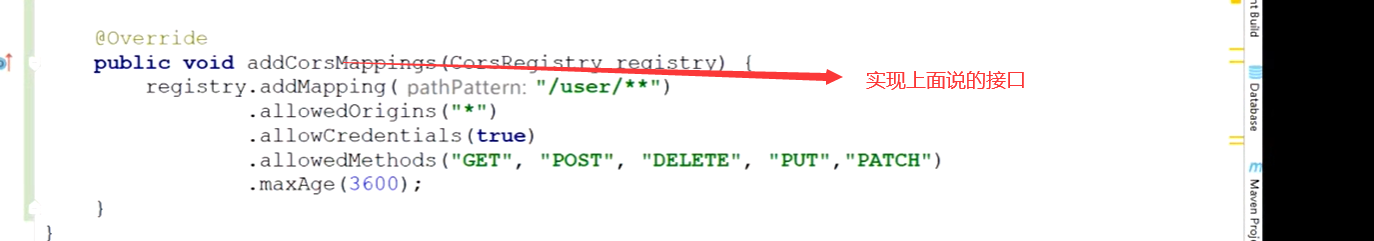 @Override
public void addCorsMappings(CorsRegistry registry) {
实现上面说的接口
registry.addMapping( pathPattern: "/user/**")
.allowedOrigins("*")
.allowCredentials(true)
.allowedMethods("GET", "POST", "DELETE", "PUT","PATCH")
.maxAge(3600);
}
}
Build
Database
Maven